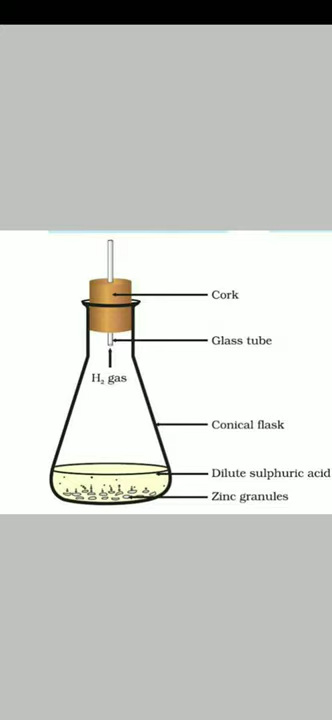 Cork
Glass tube
H₂ gas
Conical flask
Dilute sulphuric acid
Zinc granules